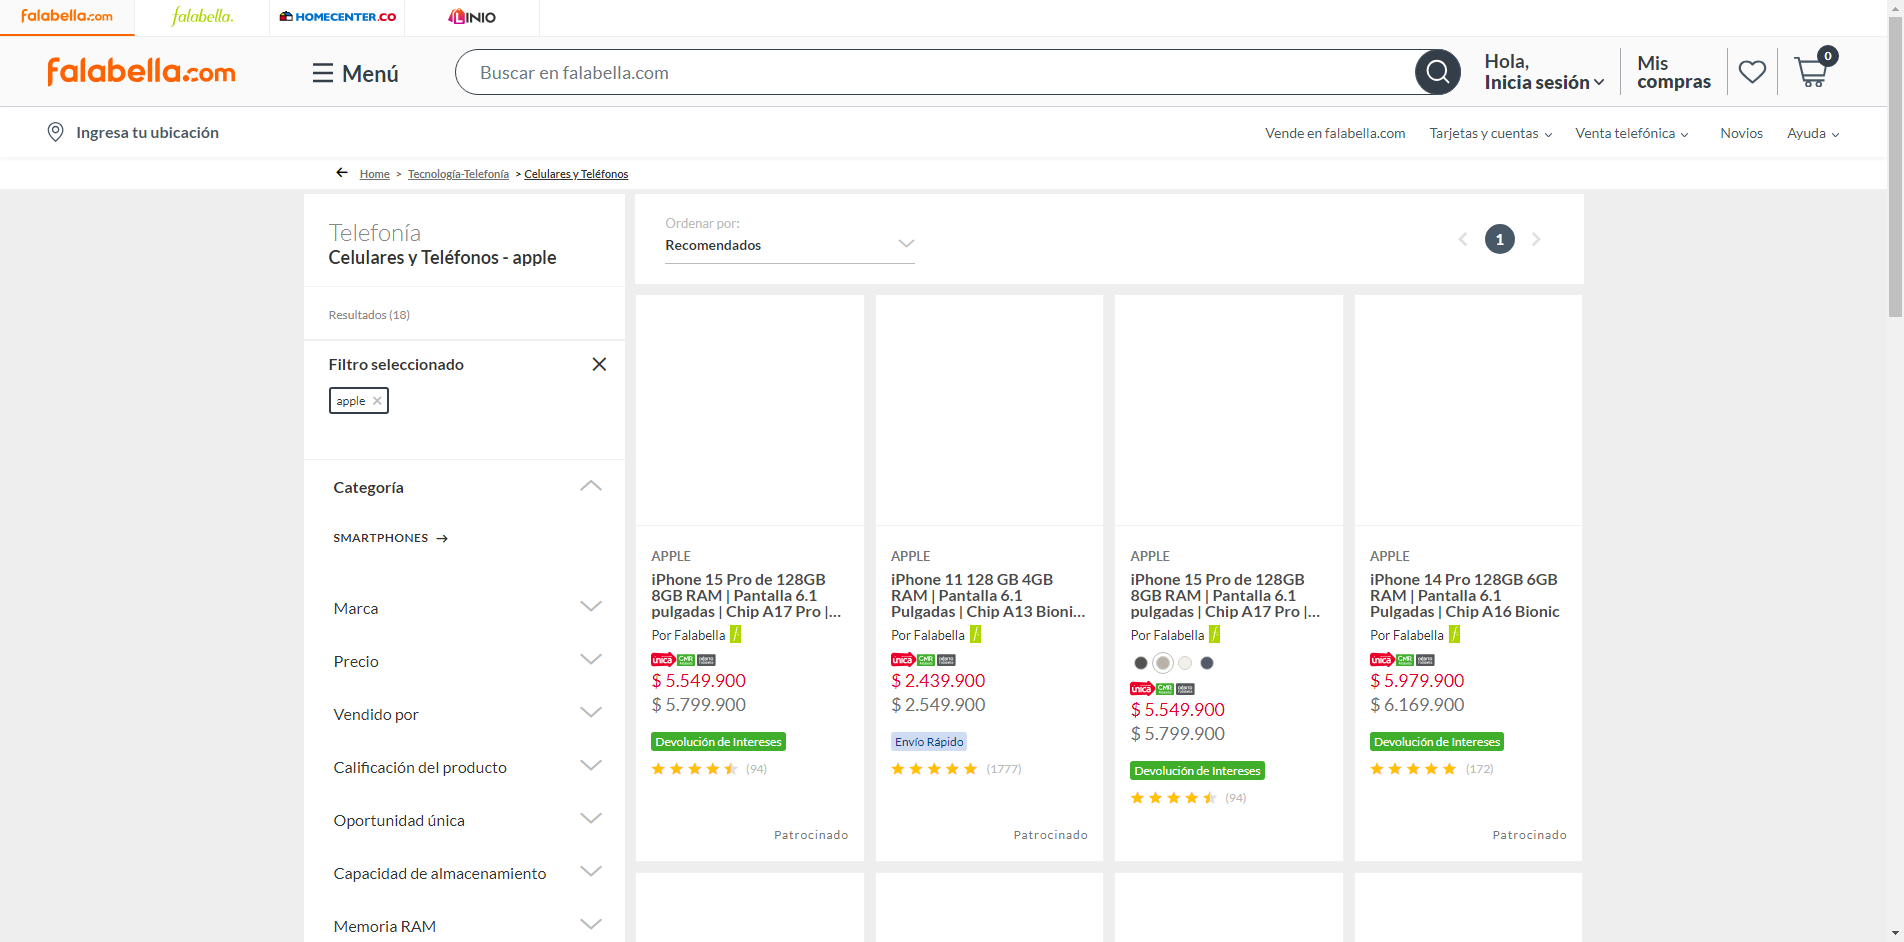 falabella.com
falabella.
HOMECENTER.CO
LINIO
falabella.com
Menú
Buscar en falabella.com
Hola,
Inicia sesión
Mis
compras
0
Ingresa tu ubicación
Vende en falabella.com
Tarjetas y cuentas
Venta telefónica
Novios
Ayuda
Home > Tecnología-Telefonía > Celulares y Teléfonos
Telefonía
Celulares y Teléfonos - apple
Resultados (18)
Filtro seleccionado
apple
Categoría
SMARTPHONES
Marca
Precio
Vendido por
Calificación del producto
Oportunidad única
Capacidad de almacenamiento
Memoria RAM
Ordenar por:
Recomendados
1
APPLE
iPhone 15 Pro de 128GB
8GB RAM | Pantalla 6.1
pulgadas | Chip A17 Pro |...
Por Falabella
única CMR
$ 5.549.900
$ 5.799.900
Devolución de Intereses
(94)
Patrocinado
APPLE
iPhone 11 128 GB 4GB
RAM | Pantalla 6.1
Pulgadas | Chip A13 Bioni...
Por Falabella
única CMR
$ 2.439.900
$ 2.549.900
Envío Rápido
(1777)
Patrocinado
APPLE
iPhone 15 Pro de 128GB
8GB RAM | Pantalla 6.1
pulgadas | Chip A17 Pro |...
Por Falabella
única CMR
$ 5.549.900
$ 5.799.900
Devolución de Intereses
(94)
APPLE
iPhone 14 Pro 128GB 6GB
RAM | Pantalla 6.1
Pulgadas | Chip A16 Bionic
Por Falabella
única CMR
$ 5.979.900
$ 6.169.900
Devolución de Intereses
(172)
Patrocinado